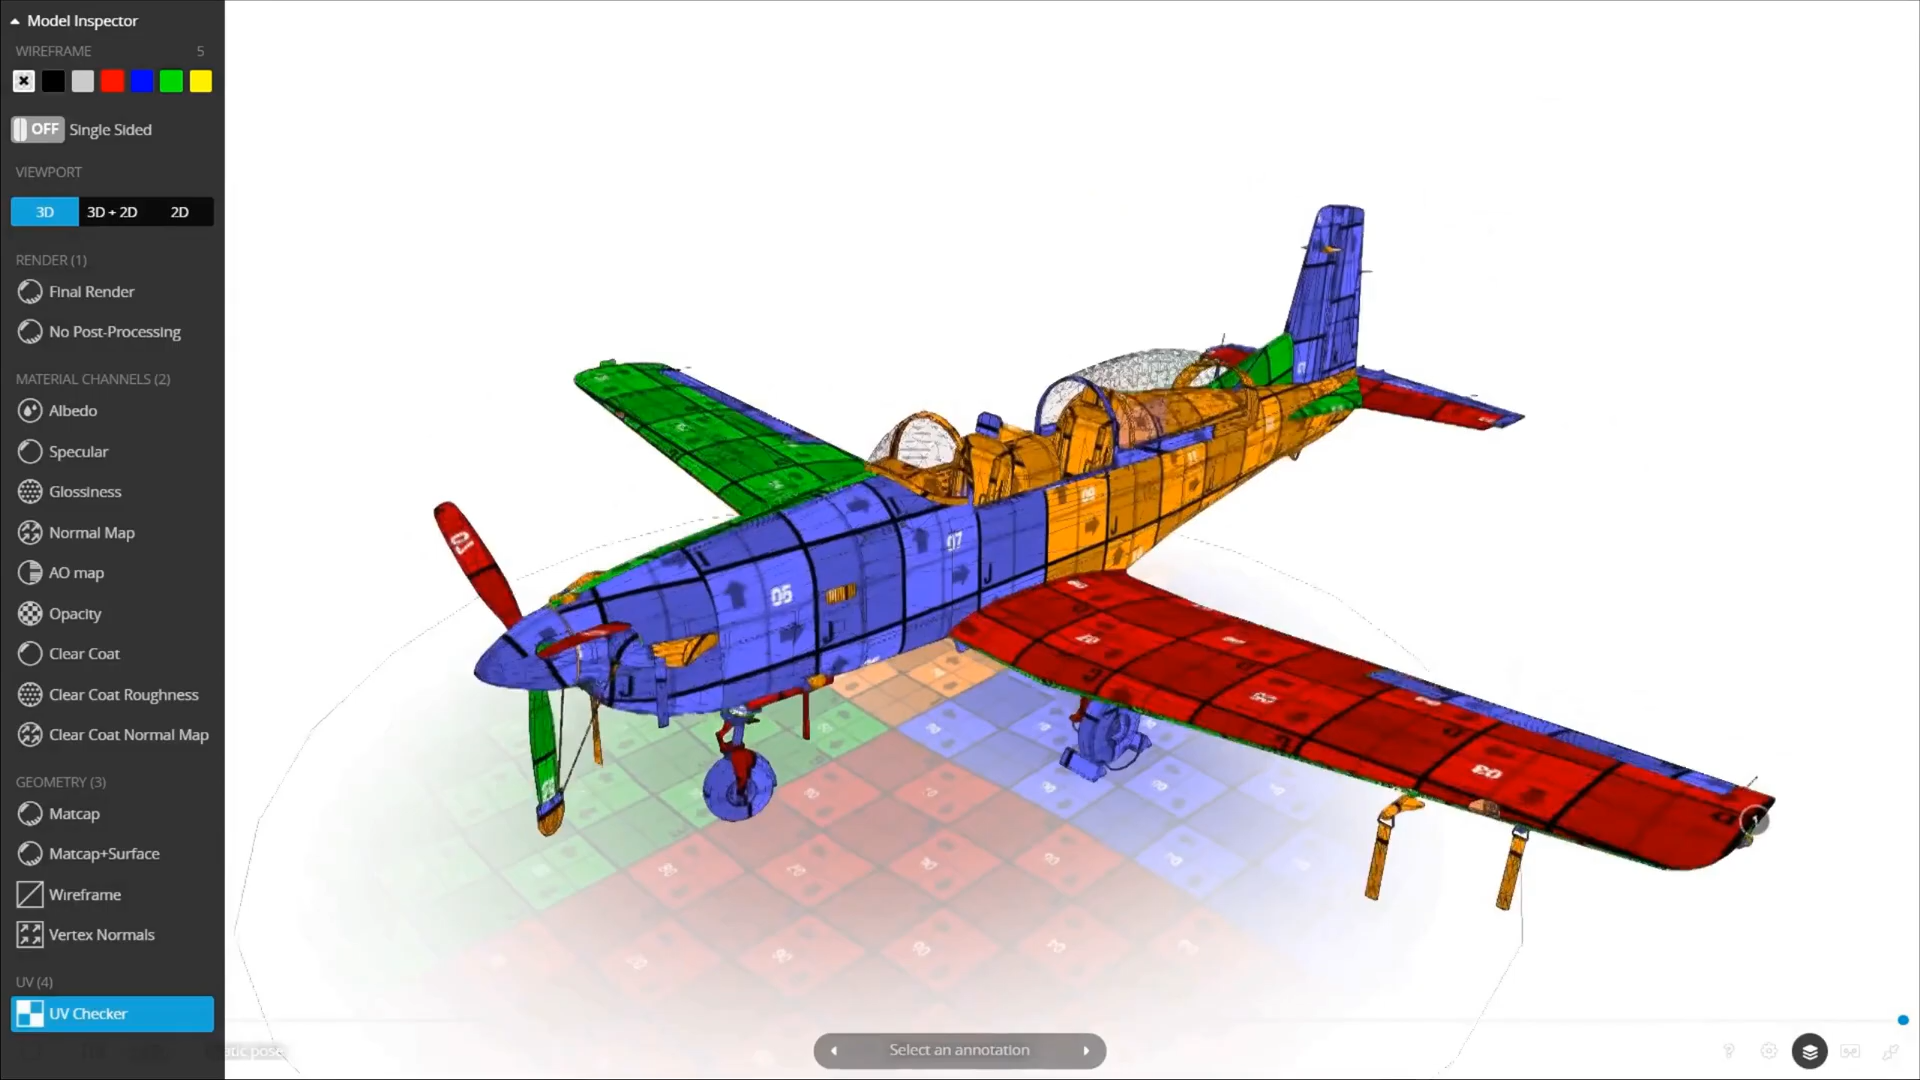 Model Inspector
WIREFRAME 5
OFF Single Sided
VIEWPORT
3D 3D + 2D 2D
RENDER (1)
Final Render
No Post-Processing
MATERIAL CHANNELS (2)
Albedo
Specular
Glossiness
Normal Map
AO map
Opacity
Clear Coat
Clear Coat Roughness
Clear Coat Normal Map
GEOMETRY (3)
Matcap
Matcap+Surface
Wireframe
Vertex Normals
UV (4)
UV Checker
Select an annotation
05
07
J
J
J
03
1